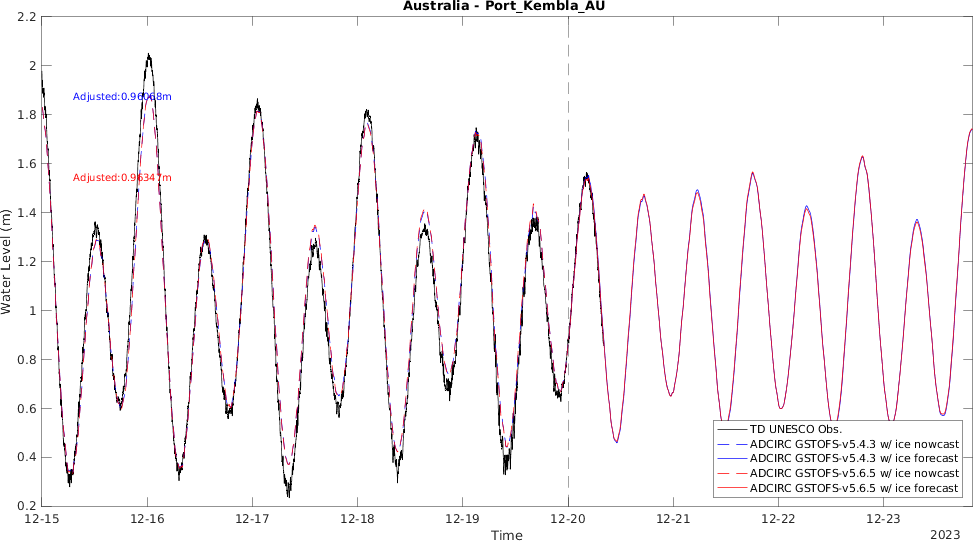 Australia - Port_Kembla_AU
2.2
2
1.8
1.6
1.4
1.2
1
0.8
0.6
0.4
0.2
Water Level (m)
Adjusted:0.96068m
Adjusted:0.96347m
TD UNESCO Obs.
ADCIRC GSTOFS-v5.4.3 w/ ice nowcast
ADCIRC GSTOFS-v5.4.3 w/ ice forecast
ADCIRC GSTOFS-v5.6.5 w/ ice nowcast
ADCIRC GSTOFS-v5.6.5 w/ ice forecast
12-15 12-16 12-17 12-18 12-19 12-20 12-21 12-22 12-23
Time
2023